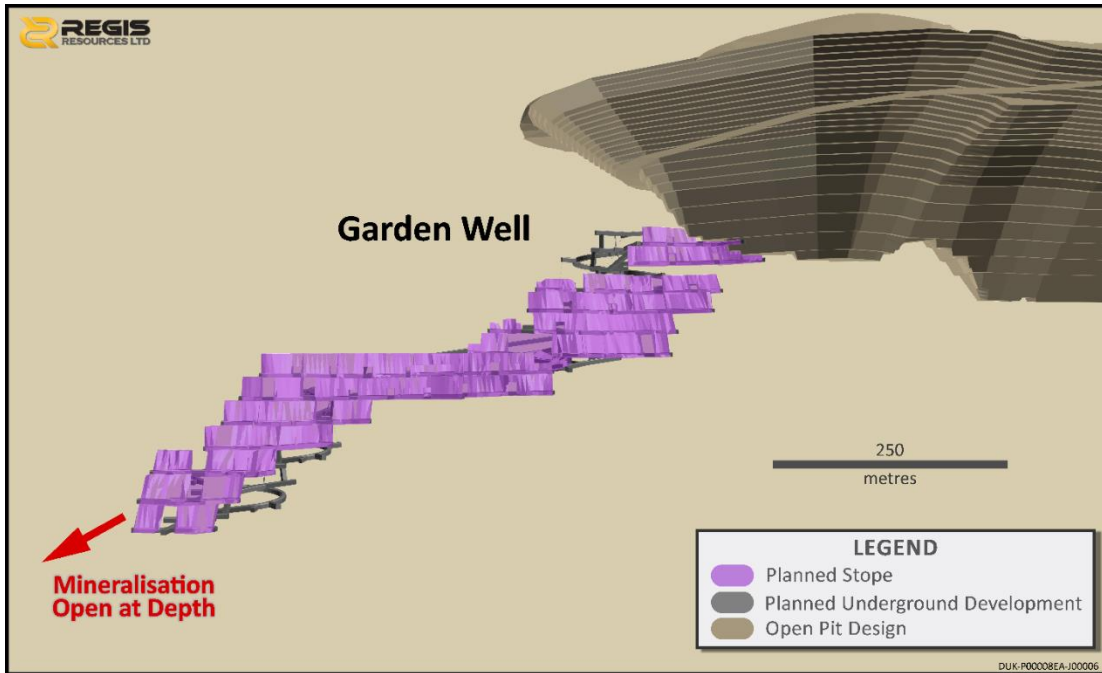 REGIS
RESOURCES LTD
Garden Well
250
metres
Mineralisation
Open at Depth
LEGEND
Planned Stope
Planned Underground Development
Open Pit Design
DUK-P00008EA-J00006